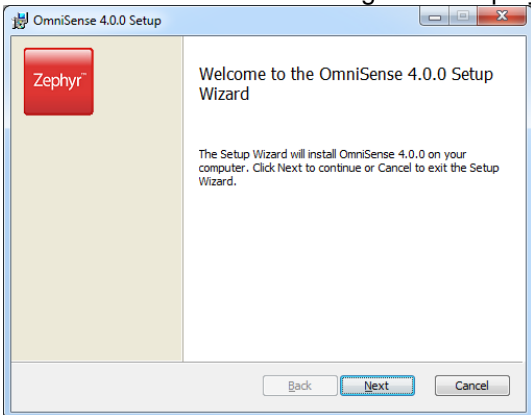 OmniSense 4.0.0 Setup
Zephyr™
Welcome to the OmniSense 4.0.0 Setup
Wizard
The Setup Wizard will install OmniSense 4.0.0 on your
computer. Click Next to continue or Cancel to exit the Setup
Wizard.
Back Next Cancel